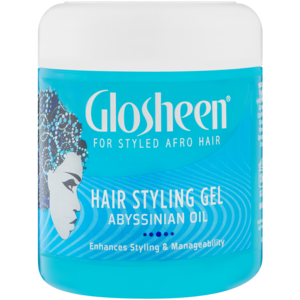 Glosheen®
FOR STYLED AFRO HAIR
HAIR STYLING GEL
ABYSSINIAN OIL
Enhances Styling & Manageability